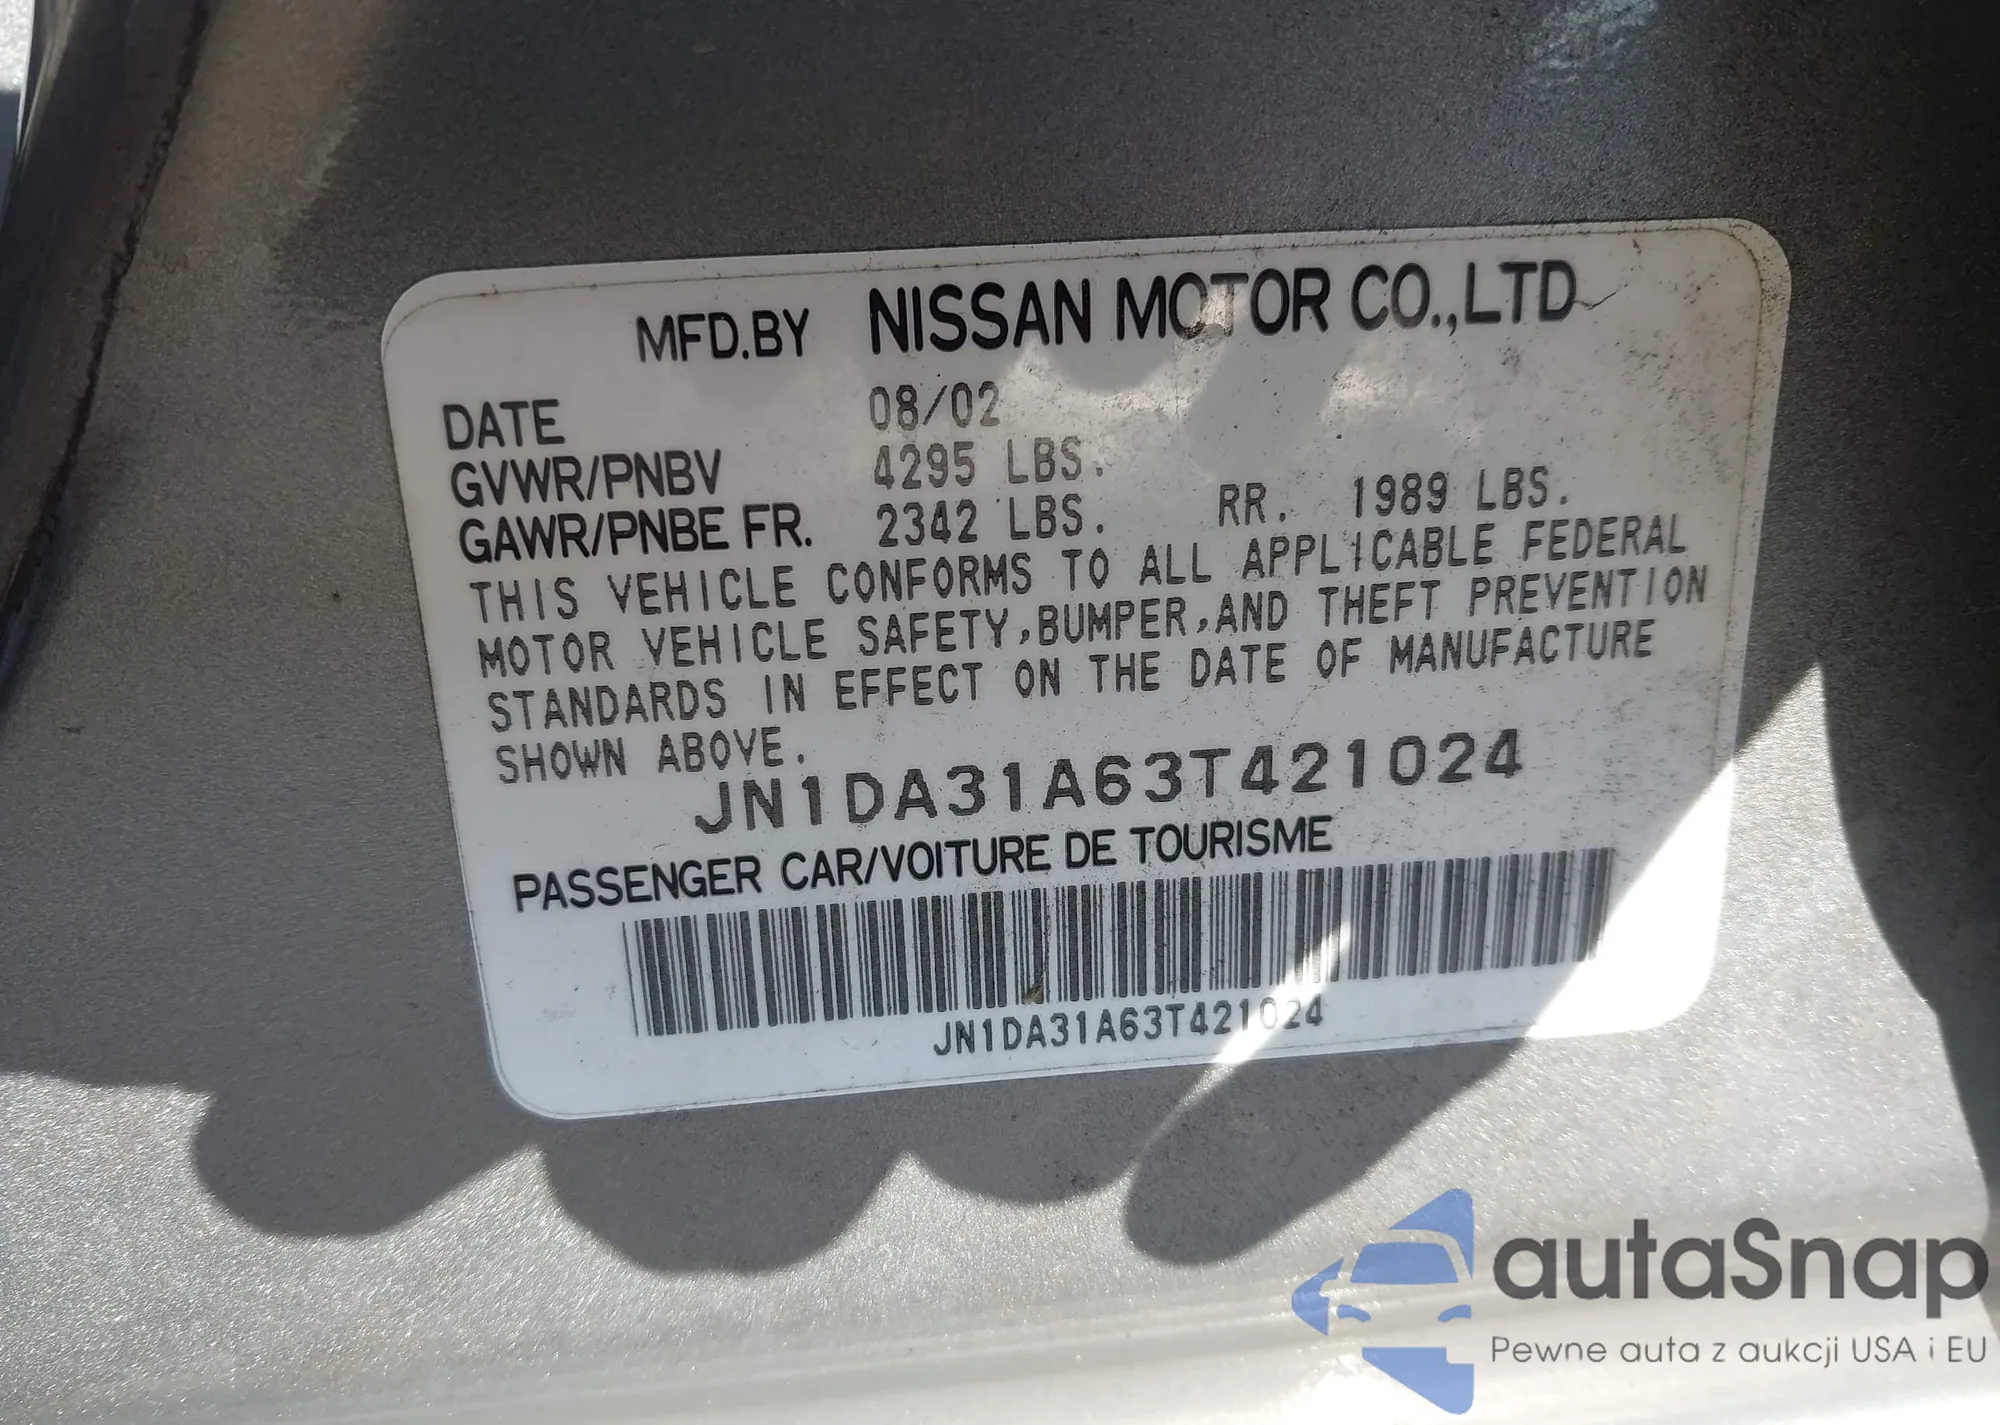 MFD.BY NISSAN MOTOR CO.,LTD
DATE 08/02
GVWR/PNBV 4295 LBS.
GAWR/PNBE FR. 2342 LBS. RR. 1989 LBS.
THIS VEHICLE CONFORMS TO ALL APPLICABLE FEDERAL
MOTOR VEHICLE SAFETY,BUMPER,AND THEFT PREVENTION
STANDARDS IN EFFECT ON THE DATE OF MANUFACTURE
SHOWN ABOVE.
JN1DA31A63T421024
PASSENGER CAR/VOITURE DE TOURISME
JN1DA31A63T421024
autaSnap
Pewne auta z aukcji USA i EU